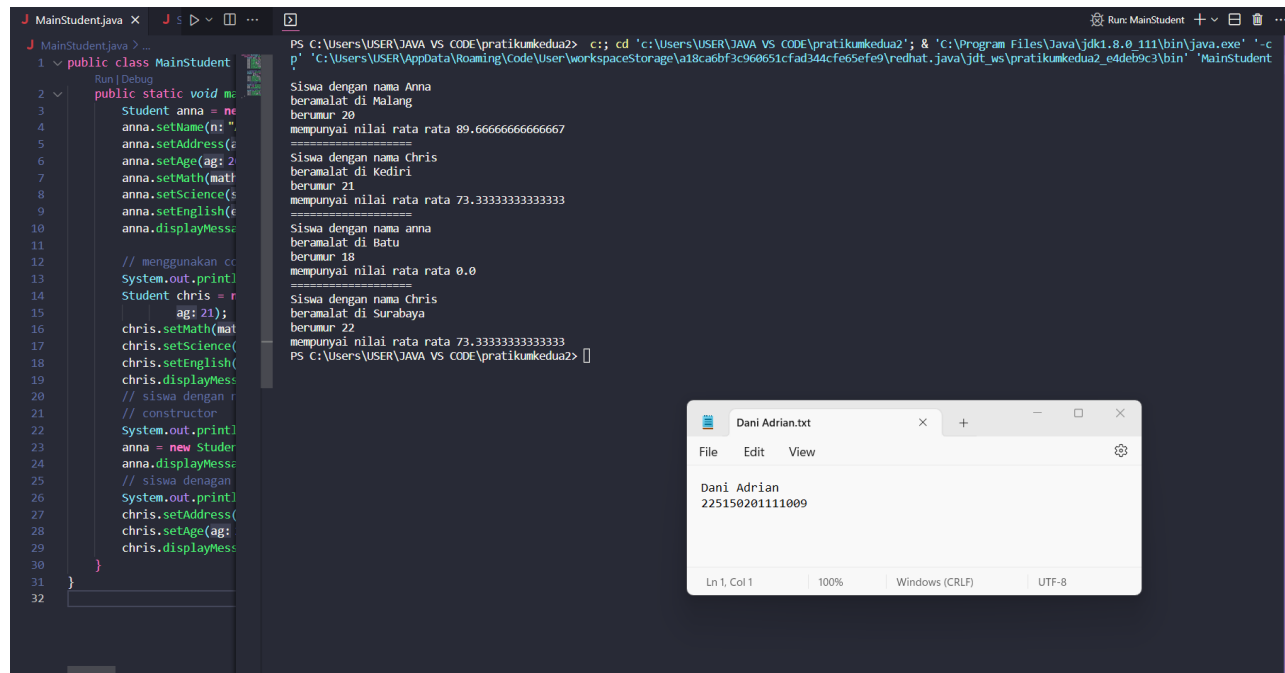 MainStudent.java
Run: MainStudent
MainStudent.java > ...
1 public class MainStudent
Run | Debug
2 public static void ma
3 Student anna = ne
4 anna.setName(n: "
5 anna.setAddress(a
6 anna.setAge(ag: 2
7 anna.setMath(math
8 anna.setScience(s
9 anna.setEnglish(e
10 anna.displayMessa
11
12 // menggunakan co
13 System.out.printl
14 Student chris = n
15 ag: 21);
16 chris.setMath(mat
17 chris.setScience(
18 chris.setEnglish(
19 chris.displayMess
20 // siswa dengan n
21 // constructor
22 System.out.printl
23 anna = new Studen
24 anna.displayMessa
25 // siswa denagan
26 System.out.printl
27 chris.setAddress(
28 chris.setAge(ag:
29 chris.displayMess
30 }
31 }
32
PS C:\Users\USER\JAVA VS CODE\pratikumkedua2> c:; cd 'c:\Users\USER\JAVA VS CODE\pratikumkedua2'; & 'C:\Program Files\Java\jdk1.8.0_111\bin\java.exe' '-c
p' 'C:\Users\USER\AppData\Roaming\Code\User\workspaceStorage\a18ca6bf3c960651cfad344cfe65efe9\redhat.java\jdt_ws\pratikumkedua2_e4deb9c3\bin' 'MainStudent
'
Siswa dengan nama Anna
beramalat di Malang
berumur 20
mempunyai nilai rata rata 89.66666666666667
===================
Siswa dengan nama Chris
beramalat di Kediri
berumur 21
mempunyai nilai rata rata 73.33333333333333
===================
Siswa dengan nama anna
beramalat di Batu
berumur 18
mempunyai nilai rata rata 0.0
===================
Siswa dengan nama Chris
beramalat di Surabaya
berumur 22
mempunyai nilai rata rata 73.33333333333333
PS C:\Users\USER\JAVA VS CODE\pratikumkedua2>
Dani Adrian.txt
File Edit View
Dani Adrian
225150201111009
Ln 1, Col 1 100% Windows (CRLF) UTF-8